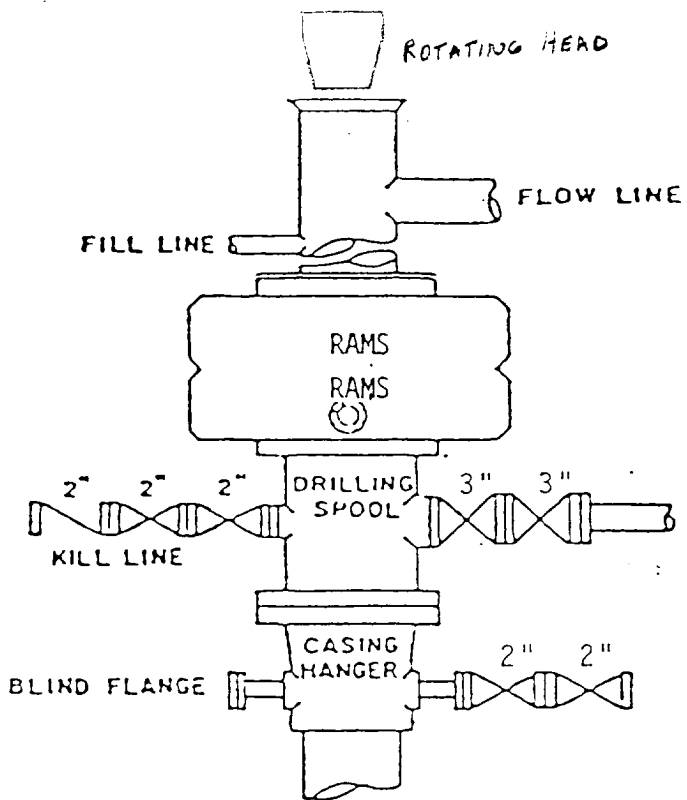 ROTATING HEAD
FLOW LINE
FILL LINE
RAMS
RAMS
2" 2" 2"
DRILLING
SPOOL
3" 3"
KILL LINE
CASING
HANGER
2" 2"
BLIND FLANGE